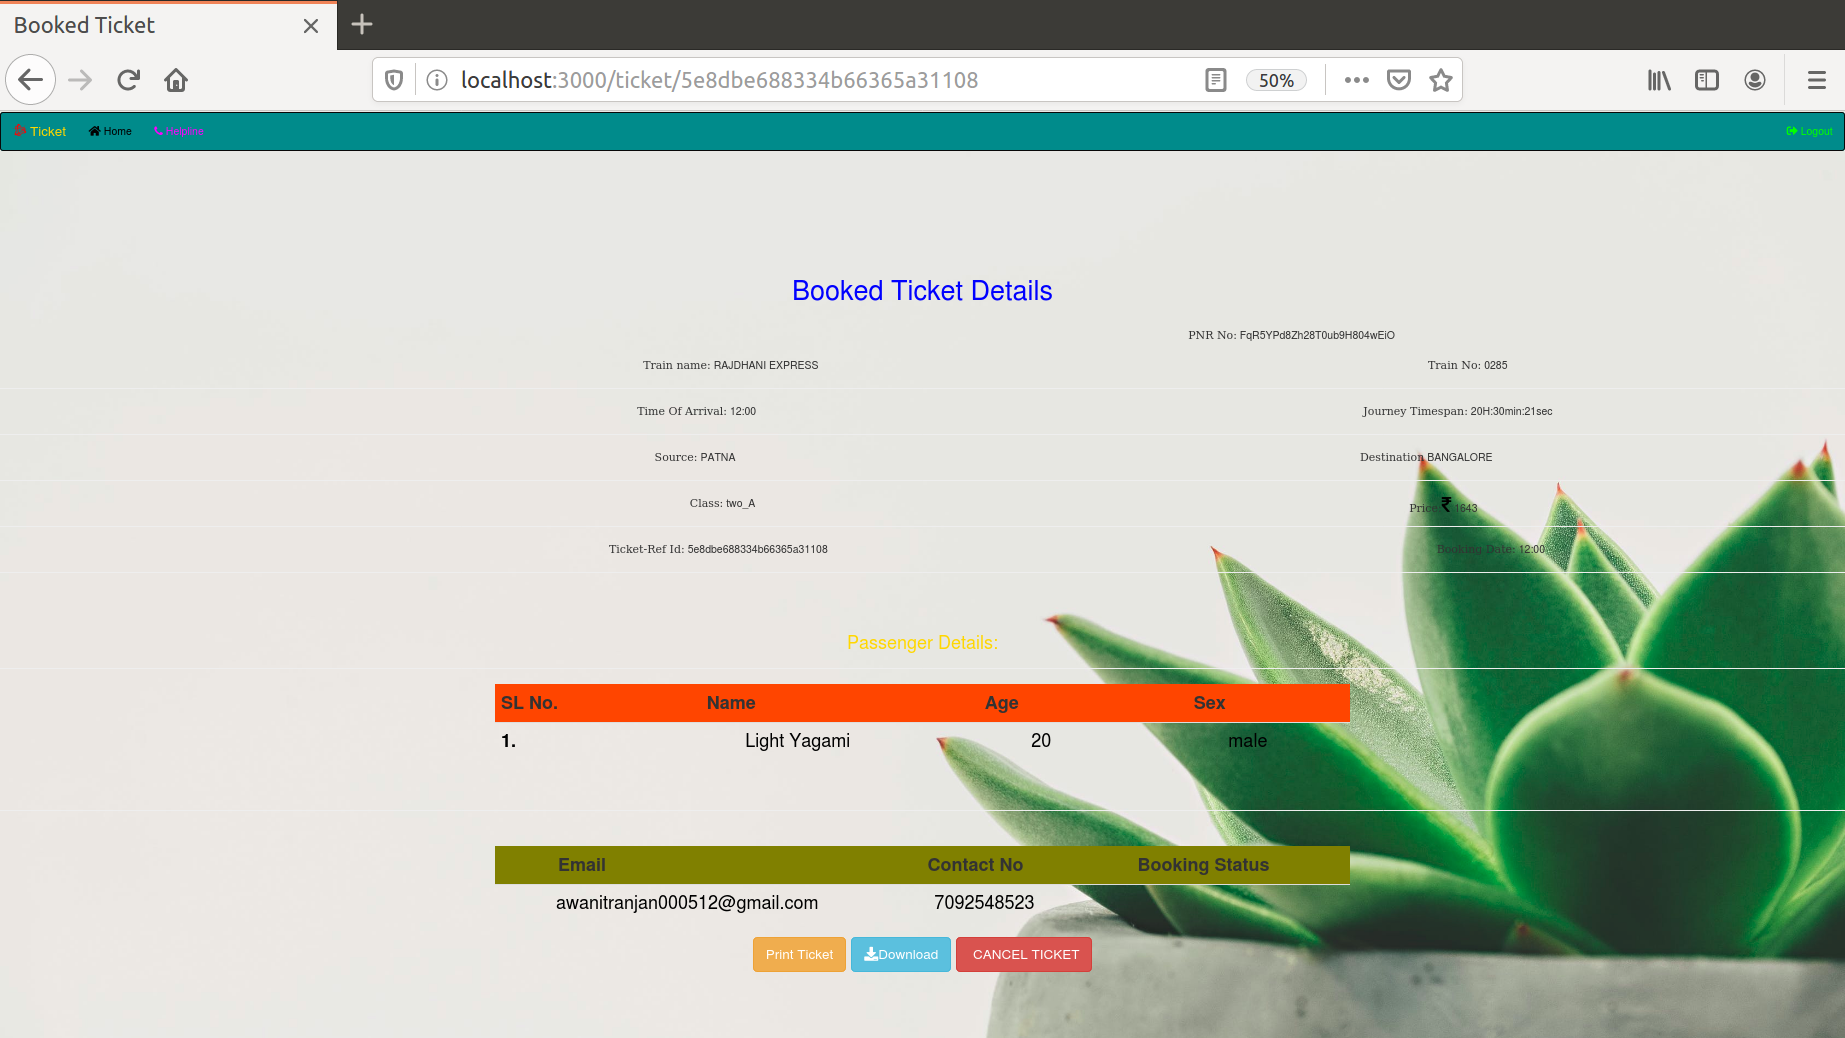 Booked Ticket
localhost:3000/ticket/5e8dbe688334b66365a31108 50%
Ticket Home Helpline Logout
Booked Ticket Details
PNR No: FqR5YPd8Zh28T0ub9H804wEiO
Train name: RAJDHANI EXPRESS Train No: 0285
Time Of Arrival: 12:00 Journey Timespan: 20H:30min:21sec
Source: PATNA Destination BANGALORE
Class: two_A Price:₹ 1643
Ticket-Ref Id: 5e8dbe688334b66365a31108 Booking Date: 12:00
Passenger Details:
SL No. Name Age Sex
1. Light Yagami 20 male
Email Contact No Booking Status
awanitranjan000512@gmail.com 7092548523
Print Ticket Download CANCEL TICKET